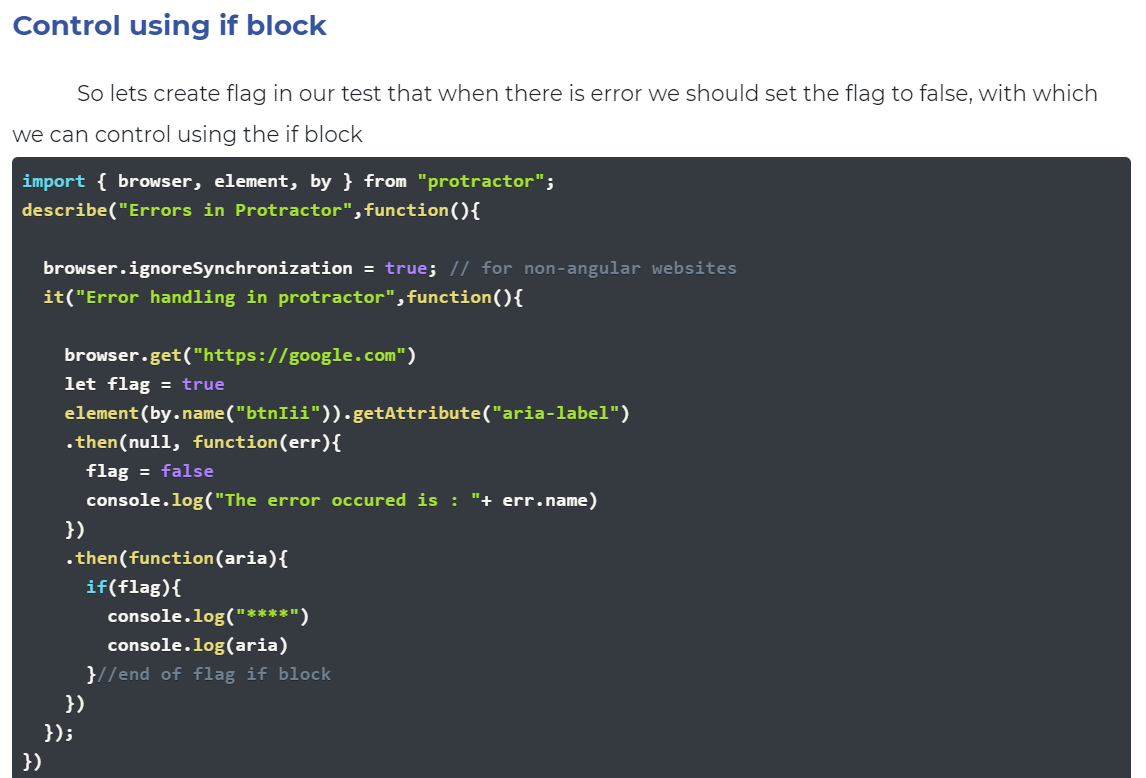 Control using if block
So lets create flag in our test that when there is error we should set the flag to false, with which
we can control using the if block
import { browser, element, by } from "protractor";
describe("Errors in Protractor",function(){
  browser.ignoreSynchronization = true; // for non-angular websites
  it("Error handling in protractor",function(){
    browser.get("https://google.com")
    let flag = true
    element(by.name("btnIii")).getAttribute("aria-label")
    .then(null, function(err){
      flag = false
      console.log("The error occured is : "+ err.name)
    })
    .then(function(aria){
      if(flag){
        console.log("****")
        console.log(aria)
      }//end of flag if block
    })
  });
})